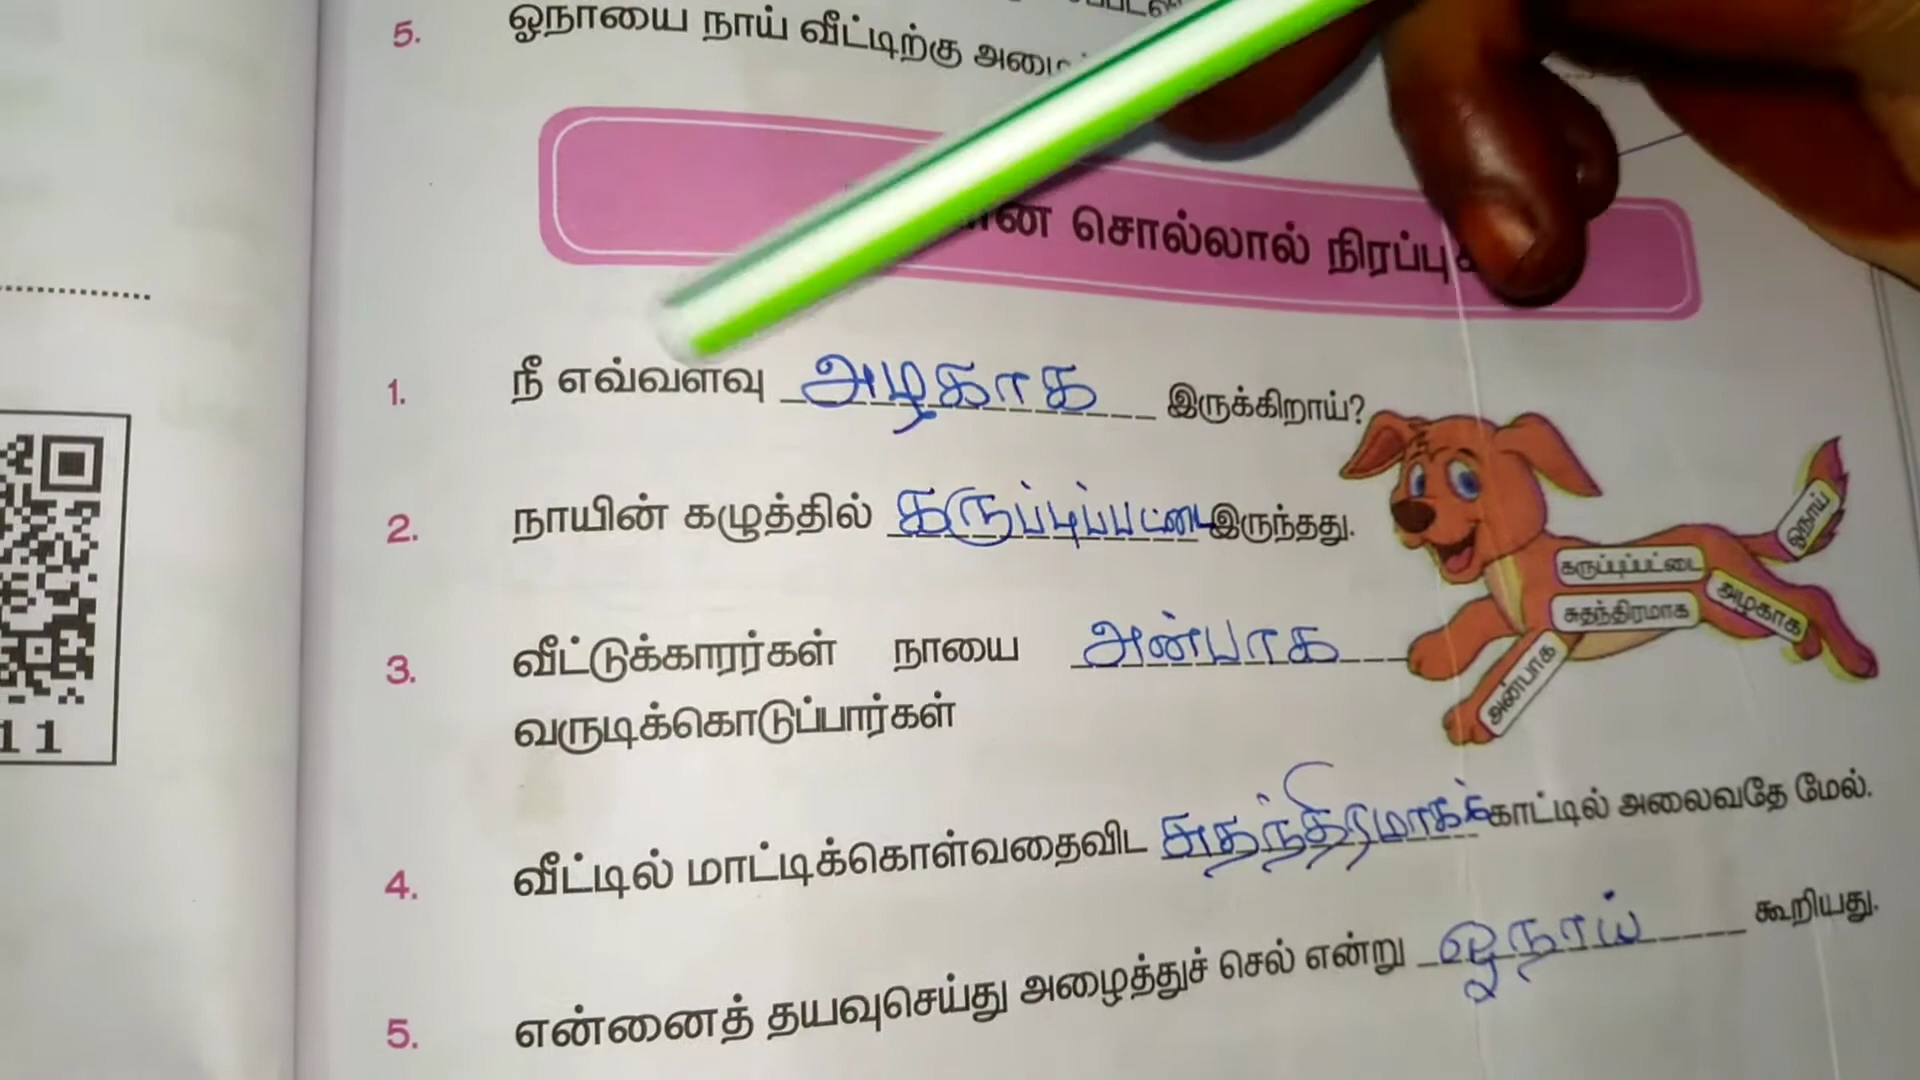 5. ஓநாயை நாய் வீட்டிற்கு
சொல்லால்
1. நீ எவ்வளவு அழகாக இருக்கிறாய்?
2. நாயின் கழுத்தில் கருப்புப்பட்டை இருந்தது.
3. வீட்டுக்காரர்கள் நாயை அன்பாக
வருடிக்கொடுப்பார்கள்
4. வீட்டில் மாட்டிக்கொள்வதைவிட சுதந்திரமாகக் காட்டில் அலைவதே மேல்.
5. என்னைத் தயவுசெய்து அழைத்துச் செல் என்று ஓநாய் கூறியது.
ஓநாய்
கருப்புப்பட்டை
சுதந்திரமாக
அழகாக
அன்பாக
11